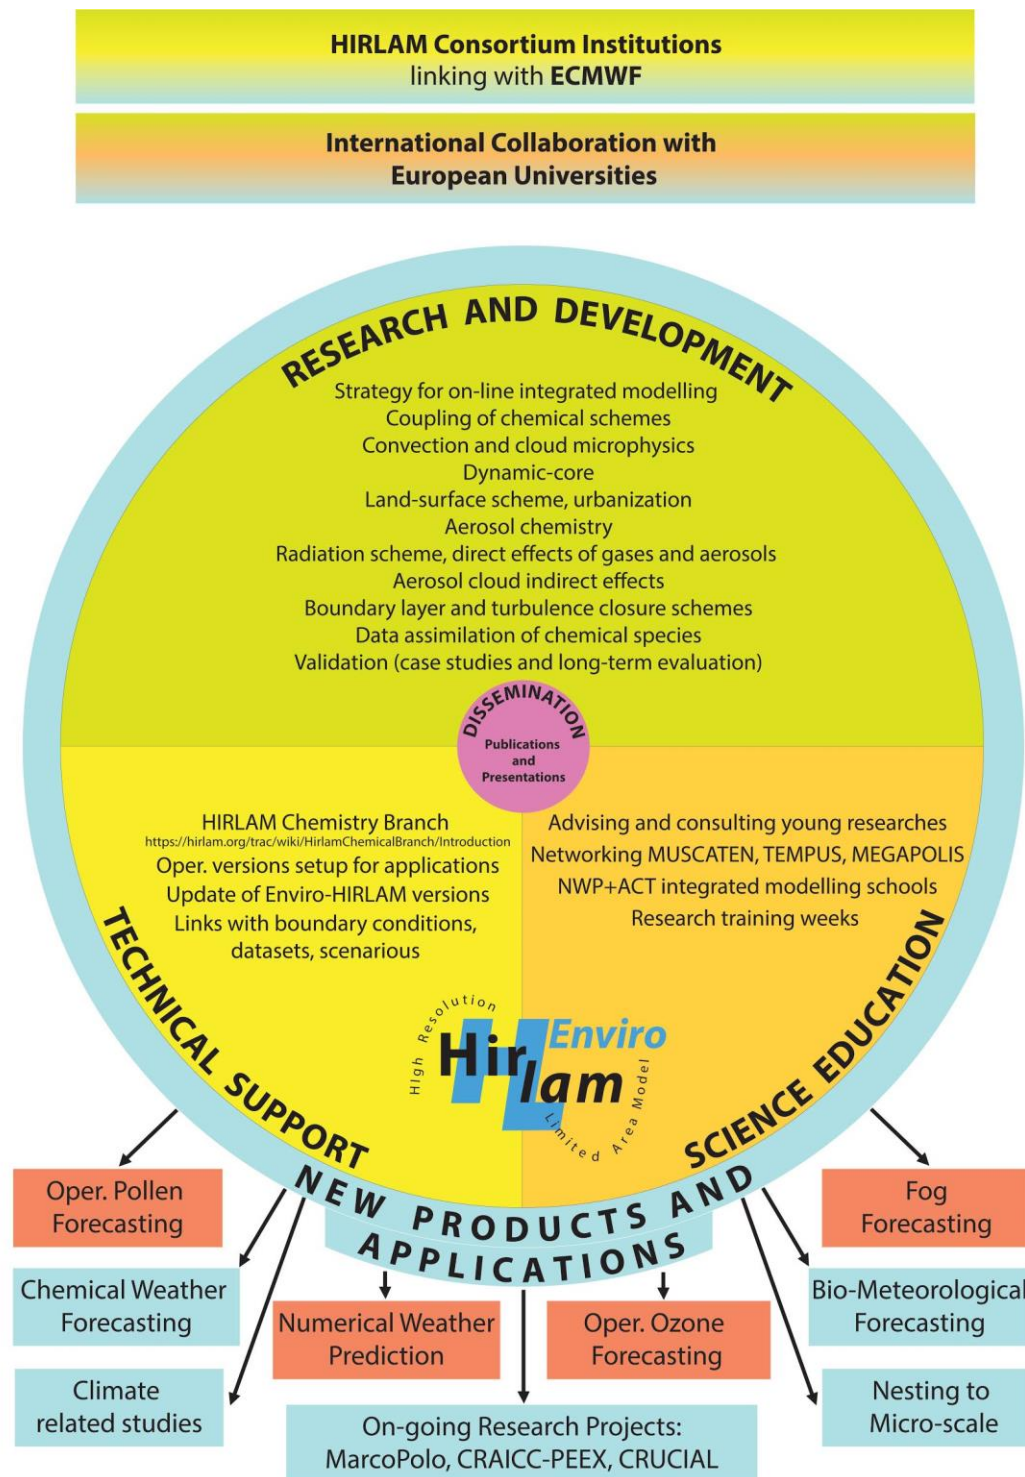 HIRLAM Consortium Institutions
linking with ECMWF
International Collaboration with
European Universities
RESEARCH AND DEVELOPMENT
Strategy for on-line integrated modelling
Coupling of chemical schemes
Convection and cloud microphysics
Dynamic-core
Land-surface scheme, urbanization
Aerosol chemistry
Radiation scheme, direct effects of gases and aerosols
Aerosol cloud indirect effects
Boundary layer and turbulence closure schemes
Data assimilation of chemical species
Validation (case studies and long-term evaluation)
DISSEMINATION
Publications
and
Presentations
HIRLAM Chemistry Branch
https://hirlam.org/trac/wiki/HirlamChemicalBranch/Introduction
Oper. versions setup for applications
Update of Enviro-HIRLAM versions
Links with boundary conditions,
datasets, scenarious
TECHNICAL SUPPORT
Advising and consulting young researches
Networking MUSCATEN, TEMPUS, MEGAPOLIS
NWP+ACT integrated modelling schools
Research training weeks
SCIENCE EDUCATION
HIgh Resolution
Enviro
Hir
lam
Limited Area Model
NEW PRODUCTS AND
APPLICATIONS
Oper. Pollen
Forecasting
Chemical Weather
Forecasting
Climate
related studies
Numerical Weather
Prediction
On-going Research Projects:
MarcoPolo, CRAICC-PEEX, CRUCIAL
Oper. Ozone
Forecasting
Fog
Forecasting
Bio-Meteorological
Forecasting
Nesting to
Micro-scale